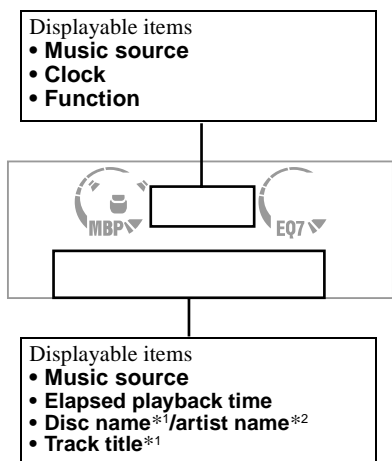 Displayable items
• Music source
• Clock
• Function
MBP EQ7
Displayable items
• Music source
• Elapsed playback time
• Disc name*1/artist name*2
• Track title*1